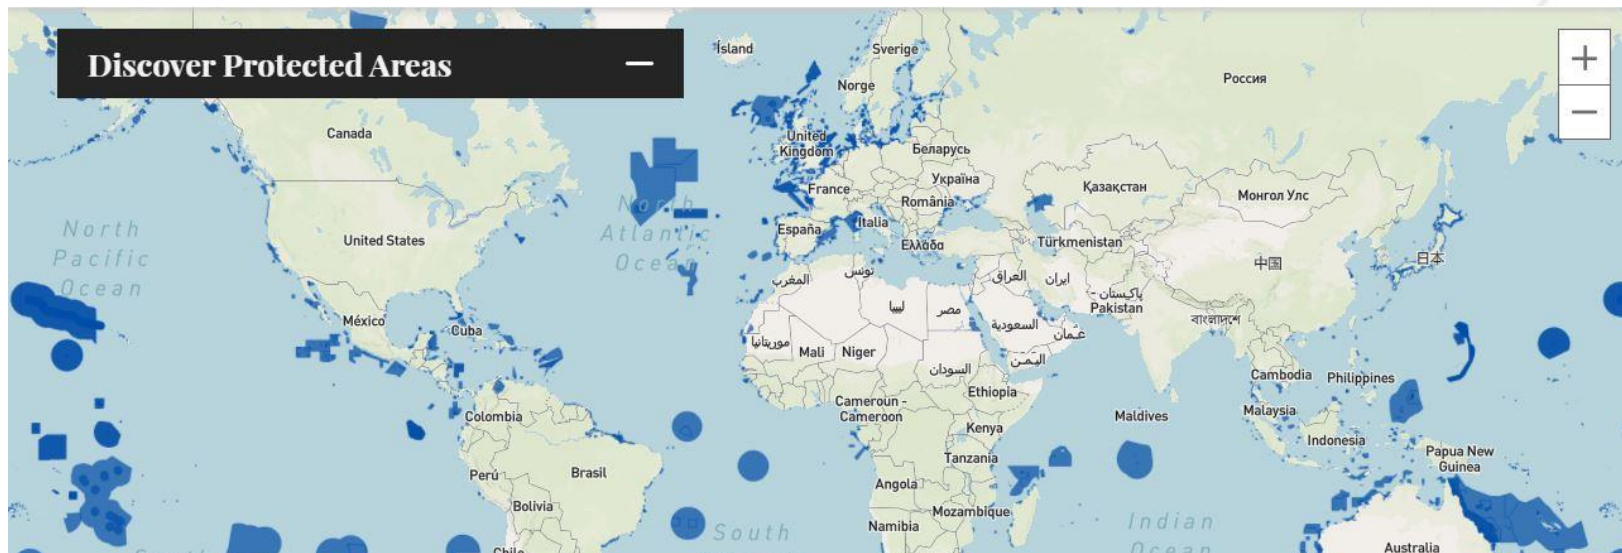 Discover Protected Areas
Ísland
Sverige
Norge
Россия
Canada
United
Kingdom
Беларусь
Україна
Қазақстан
Монгол Улс
France
România
North
Pacific
Ocean
North
Atlantic
Ocean
United States
España
Italia
Ελλάδα
Türkmenistan
中国
日本
المغرب
تونس
العراق
ایران
ليبيا
مصر
السعودية
پاکستان -
Pakistan
বাংলাদেশ
México
Cuba
موريتانيا
Mali
Niger
عُمان
اليمن
السودان
Ethiopia
Cambodia
Philippines
Colombia
Cameroun -
Cameroon
Kenya
Maldives
Malaysia
Indonesia
Papua New
Guinea
Perú
Brasil
Tanzania
Angola
Bolivia
Mozambique
Namibia
South
Indian
Ocean
Chile
Australia
South